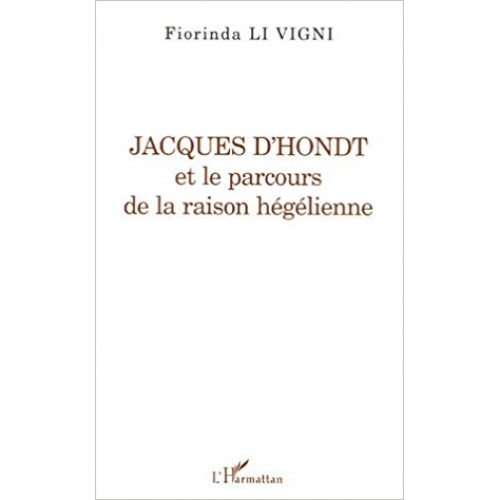 Fiorinda LI VIGNI
JACQUES D'HONDT
et le parcours
de la raison hégélienne
L'Harmattan